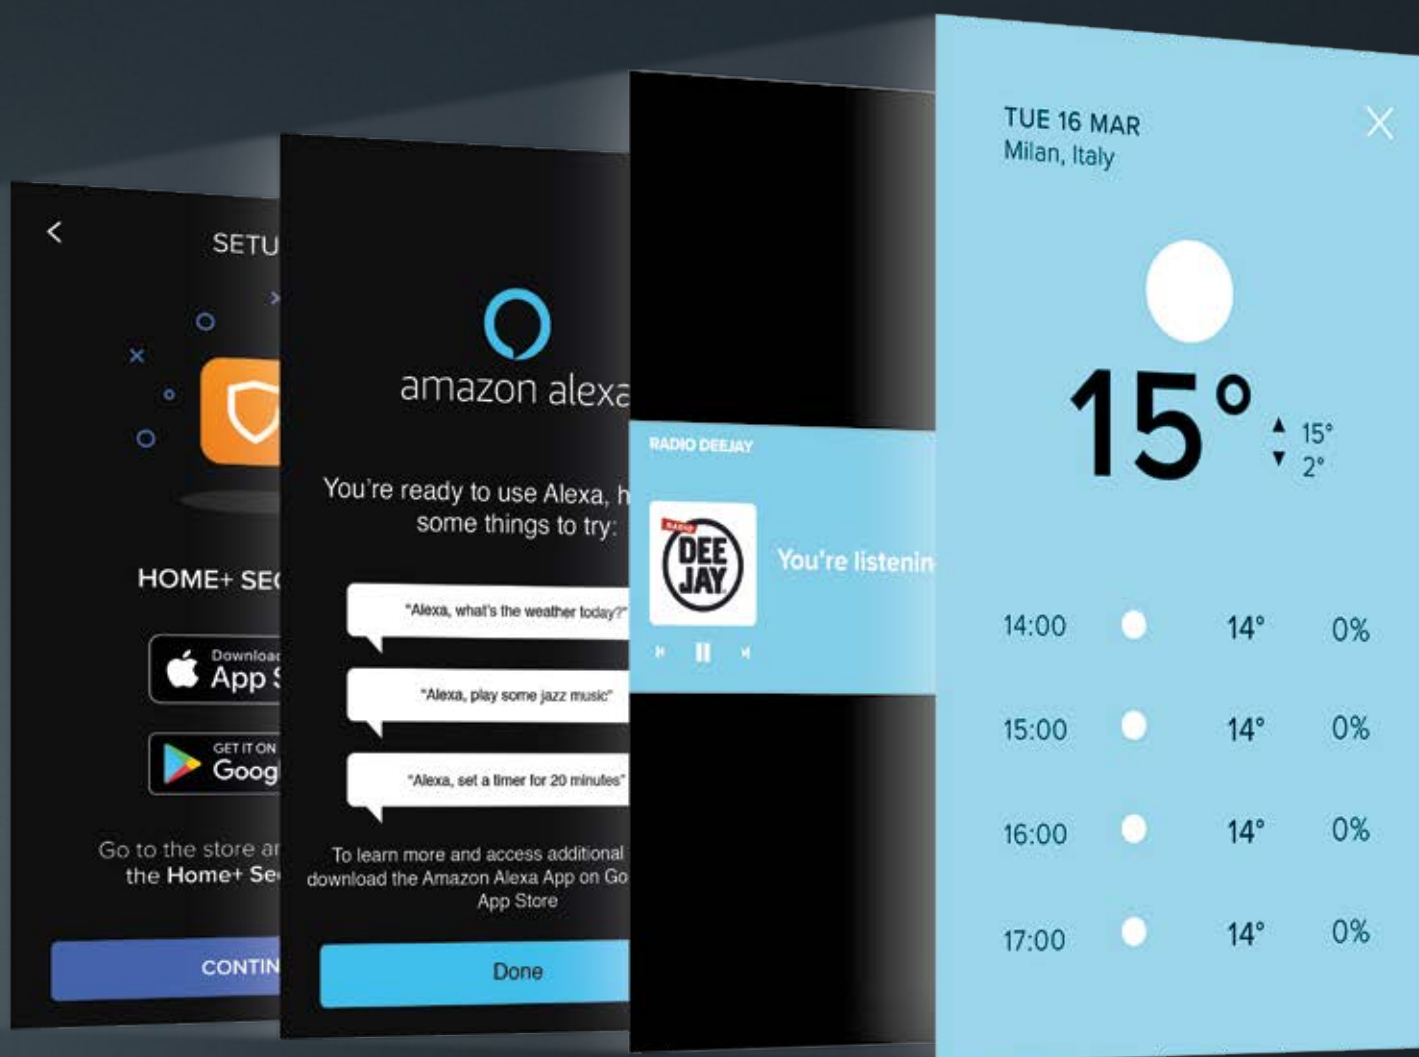 SETU
HOME+ SEC
Download
App S
GET IT ON
Goog
Go to the store an
the Home+ Se
CONTIN
amazon alexa
You're ready to use Alexa, h
some things to try:
"Alexa, what's the weather today?"
"Alexa, play some jazz music"
"Alexa, set a timer for 20 minutes"
To learn more and access additional
download the Amazon Alexa App on Go
App Store
Done
RADIO DEEJAY
RADIO
DEE
JAY
You're listenin
TUE 16 MAR
Milan, Italy
15°
15°
2°
14:00 14° 0%
15:00 14° 0%
16:00 14° 0%
17:00 14° 0%